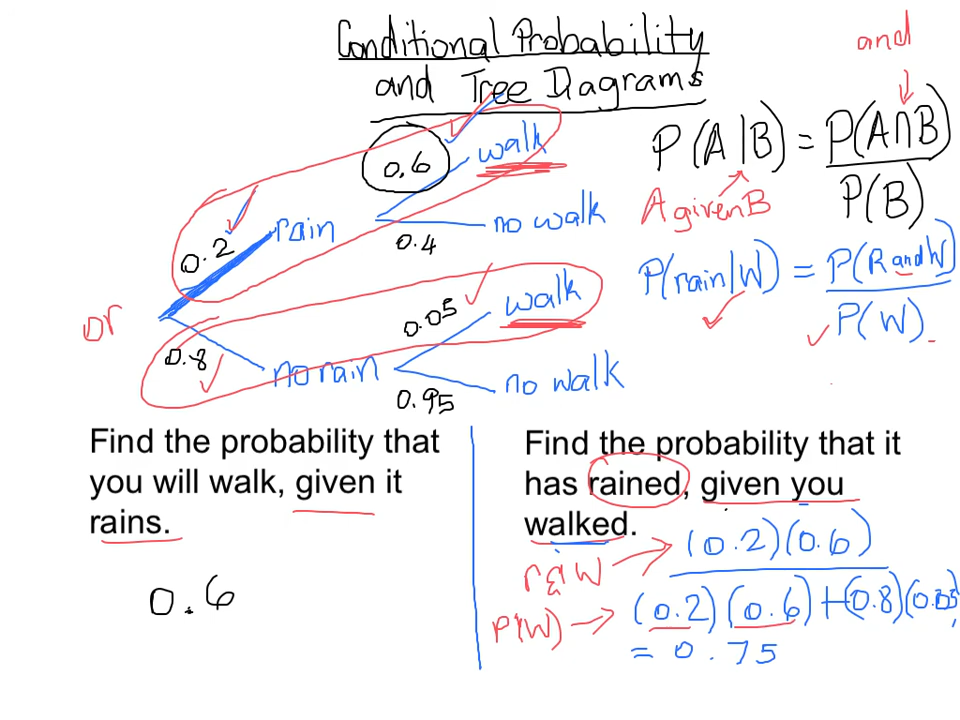 Conditional Probability
and Tree Diagrams
and
P(A|B) = P(A∩B)
P(B)
A given B
P(rain|W) = P(R and W)
P(W)
0.6
walk
0.2
rain
0.4
no walk
or
0.05
walk
0.8
no rain
0.95
no walk
Find the probability that
you will walk, given it
rains.
0.6
Find the probability that it
has rained, given you
walked.
r & W → (0.2)(0.6)
P(W) → (0.2)(0.6)+(0.8)(0.05)
= 0.75